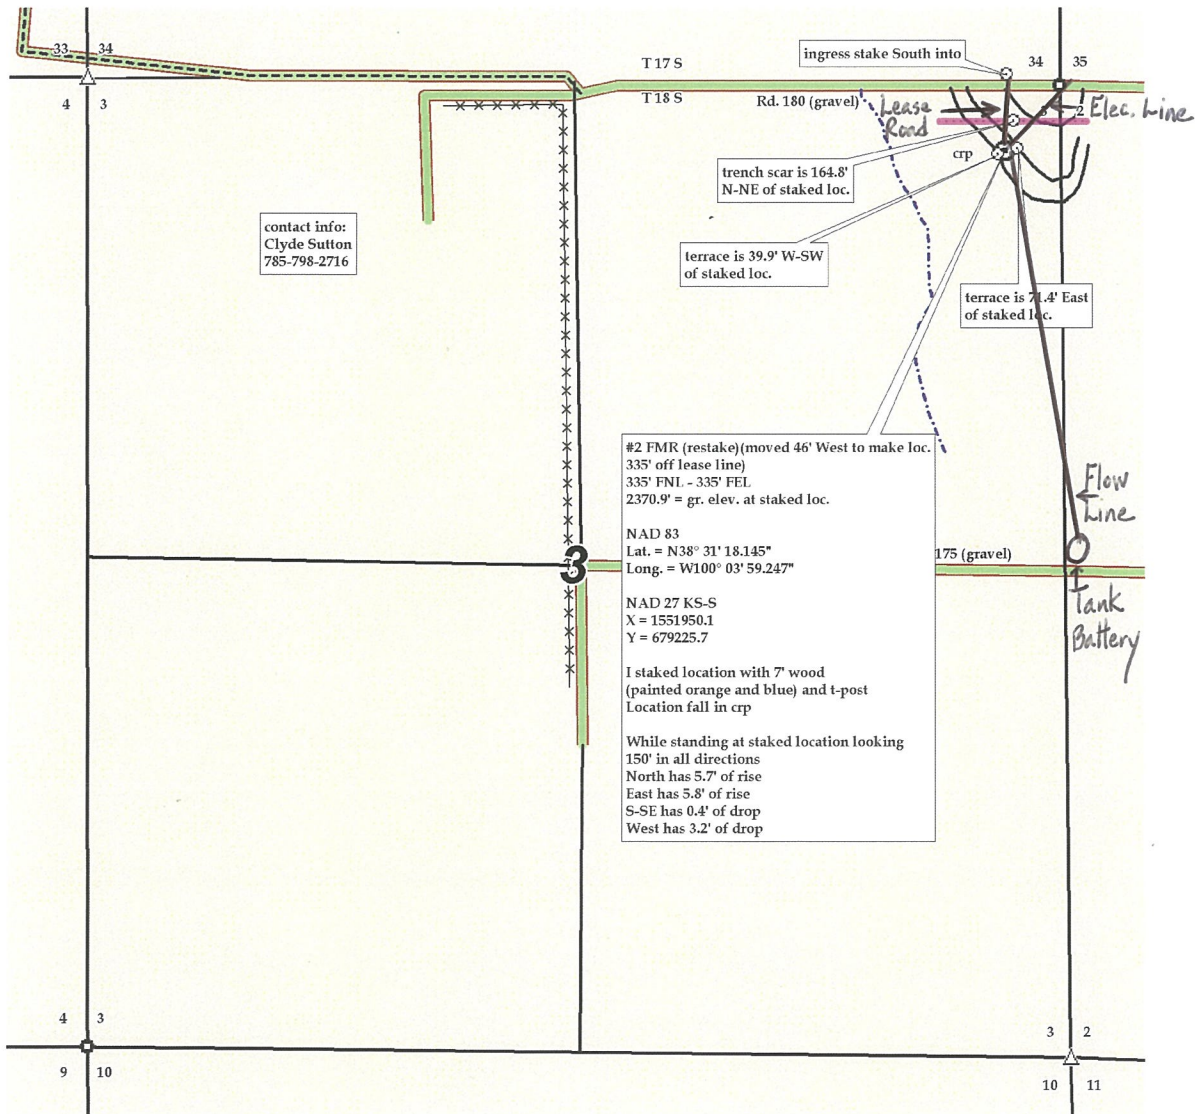 ingress stake South into
33 34
T 17 S
34 35
4 3
T 18 S
Rd. 180 (gravel)
Lease
Road
3 2
Elec. Line
crp
trench scar is 164.8'
N-NE of staked loc.
contact info:
Clyde Sutton
785-798-2716
terrace is 39.9' W-SW
of staked loc.
terrace is 71.4' East
of staked loc.
#2 FMR (restake)(moved 46' West to make loc.
335' off lease line)
335' FNL - 335' FEL
2370.9' = gr. elev. at staked loc.
NAD 83
Lat. = N38° 31' 18.145"
Long. = W100° 03' 59.247"
NAD 27 KS-S
X = 1551950.1
Y = 679225.7
I staked location with 7' wood
(painted orange and blue) and t-post
Location fall in crp
While standing at staked location looking
150' in all directions
North has 5.7' of rise
East has 5.8' of rise
S-SE has 0.4' of drop
West has 3.2' of drop
Flow
Line
3
175 (gravel)
Tank
Battery
4 3
3 2
9 10
10 11